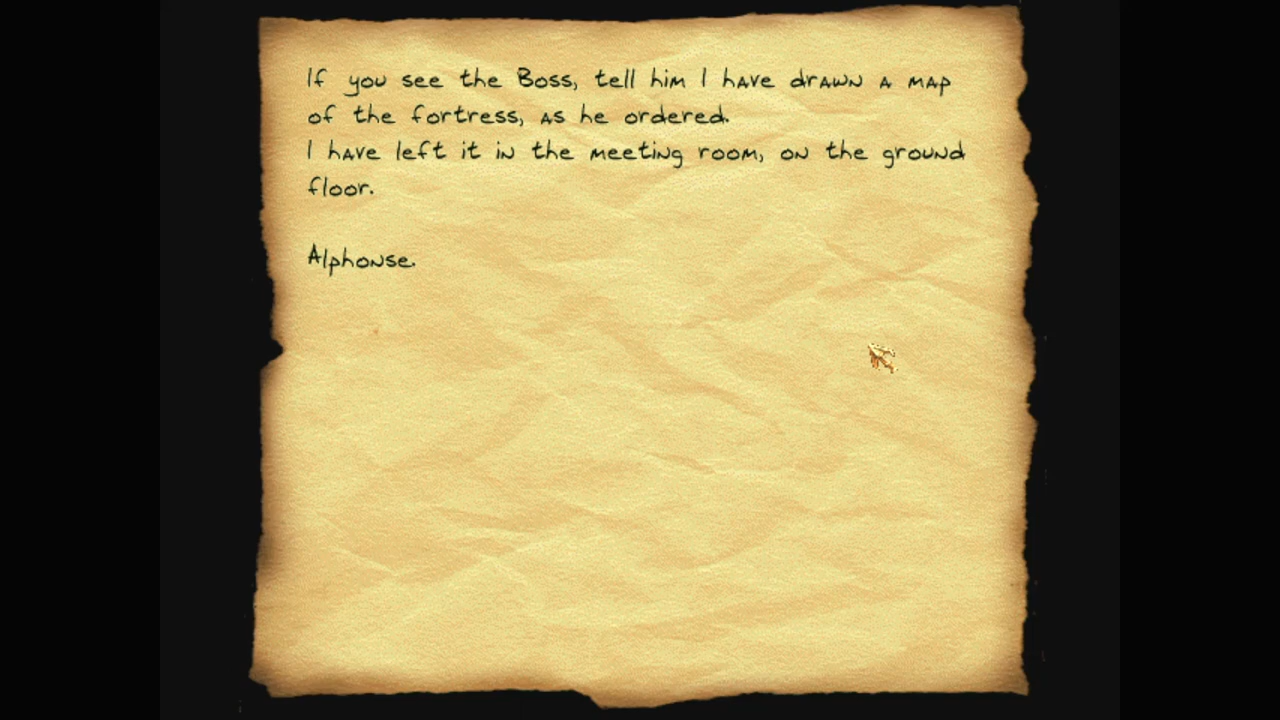 If you see the Boss, tell him I have drawn a map
of the fortress, as he ordered.
I have left it in the meeting room, on the ground
floor.
Alphonse.